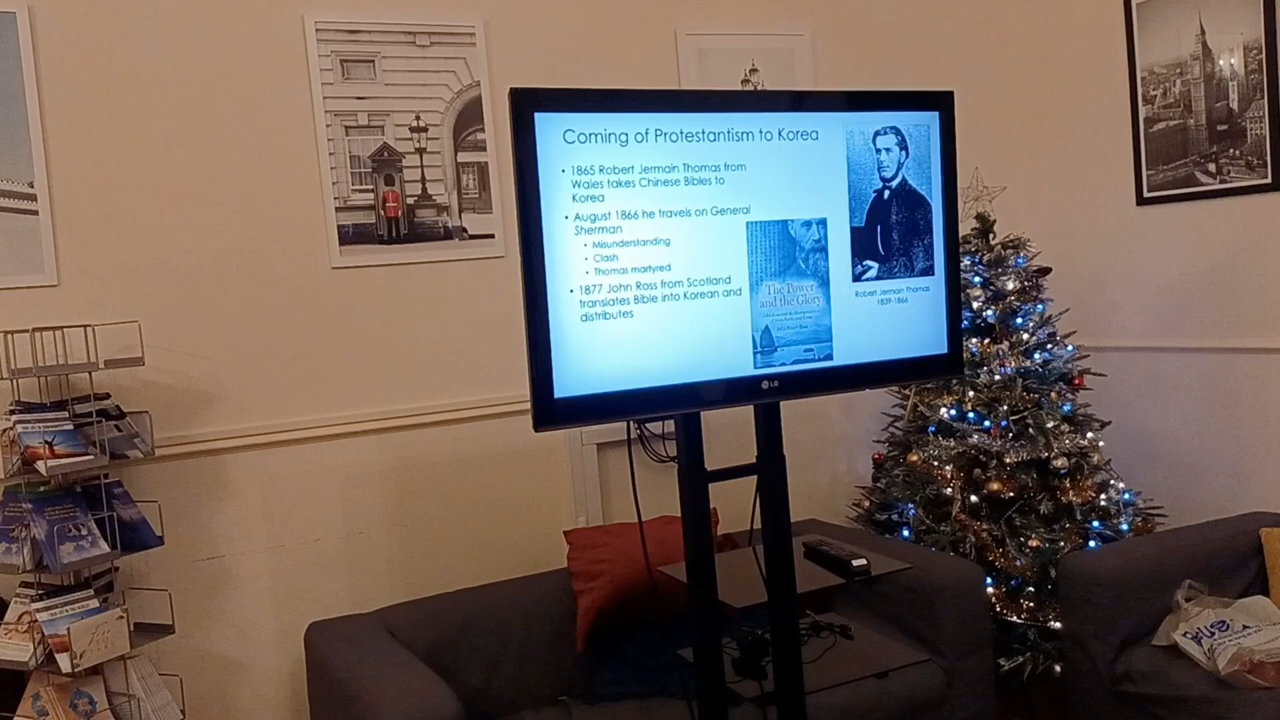 Coming of Protestantism to Korea
• 1865 Robert Jermain Thomas from
Wales takes Chinese Bibles to
Korea
• August 1866 he travels on General
Sherman
• Misunderstanding
• Clash
• Thomas martyred
• 1877 John Ross from Scotland
translates Bible into Korean and
distributes
The Power
and the Glory
Robert Jermain Thomas
1839-1866
LG